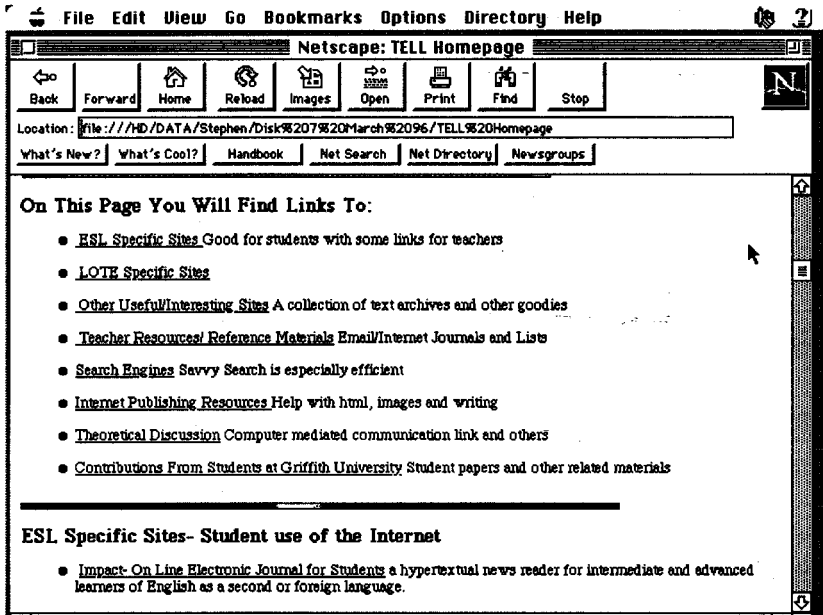 File Edit View Go Bookmarks Options Directory Help
Netscape: TELL Homepage
Back Forward Home Reload Images Open Print Find Stop
N
Location: file:///HD/DATA/Stephen/Disk%207%20March%2096/TELL%20Homepage
What's New? What's Cool? Handbook Net Search Net Directory Newsgroups
On This Page You Will Find Links To:
ESL Specific Sites Good for students with some links for teachers
LOTE Specific Sites
Other Useful/Interesting Sites A collection of text archives and other goodies
Teacher Resources/ Reference Materials Email/Internet Journals and Lists
Search Engines Savvy Search is especially efficient
Internet Publishing Resources Help with html, images and writing
Theoretical Discussion Computer mediated communication link and others
Contributions From Students at Griffith University Student papers and other related materials
ESL Specific Sites- Student use of the Internet
Impact- On Line Electronic Journal for Students a hypertextual news reader for intermediate and advanced
learners of English as a second or foreign language.